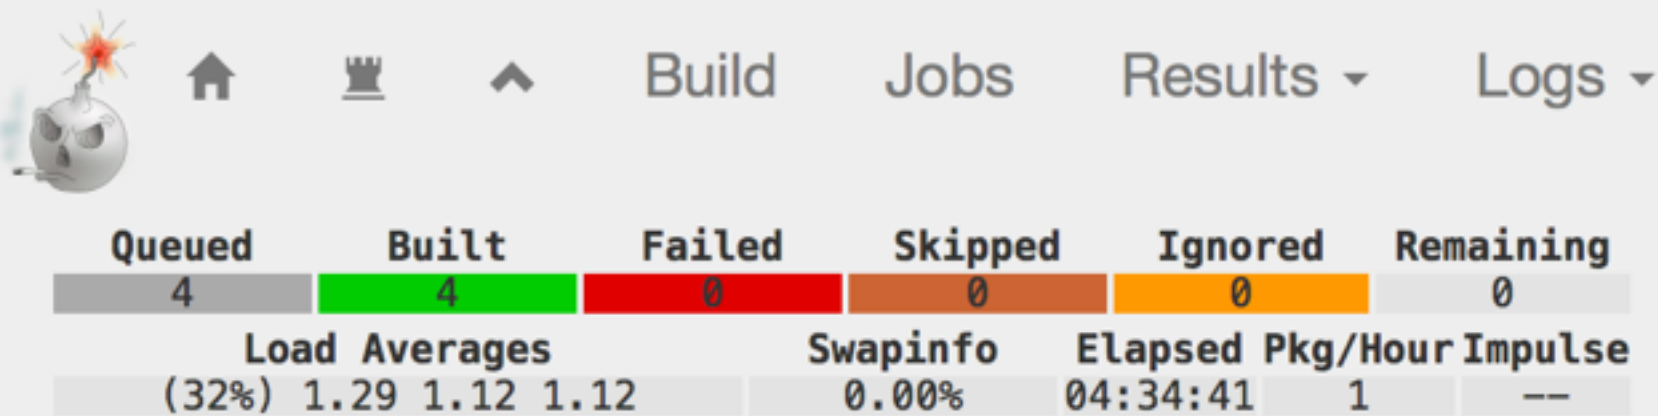 Build Jobs Results Logs
Queued Built Failed Skipped Ignored Remaining
4 4 0 0 0 0
Load Averages Swapinfo Elapsed Pkg/Hour Impulse
(32%) 1.29 1.12 1.12 0.00% 04:34:41 1 --